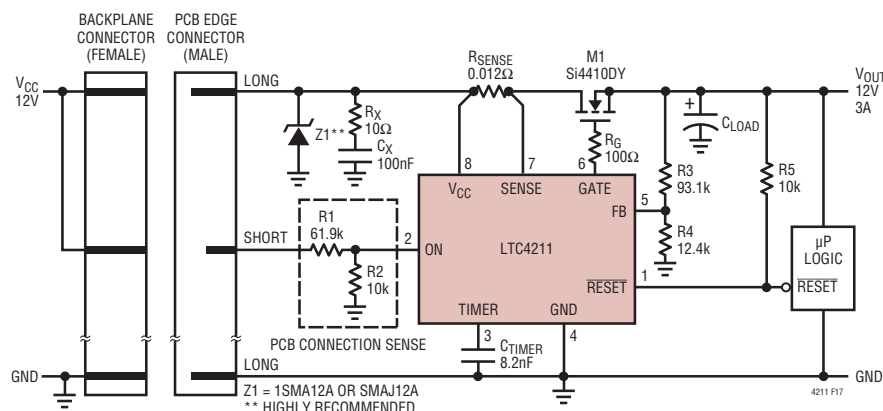 BACKPLANE
CONNECTOR
(FEMALE)
PCB EDGE
CONNECTOR
(MALE)
VCC
12V
LONG
Z1**
RX
10Ω
CX
100nF
RSENSE
0.012Ω
M1
Si4410DY
RG
100Ω
VOUT
12V
3A
+
CLOAD
R3
93.1k
R5
10k
8
7
6
VCC
SENSE
GATE
5
FB
R4
12.4k
SHORT
R1
61.9k
2
ON
LTC4211
R2
10k
1
RESET
µP
LOGIC
RESET
TIMER
GND
PCB CONNECTION SENSE
3
4
CTIMER
8.2nF
LONG
GND
GND
Z1 = 1SMA12A OR SMAJ12A
** HIGHLY RECOMMENDED
4211 F17